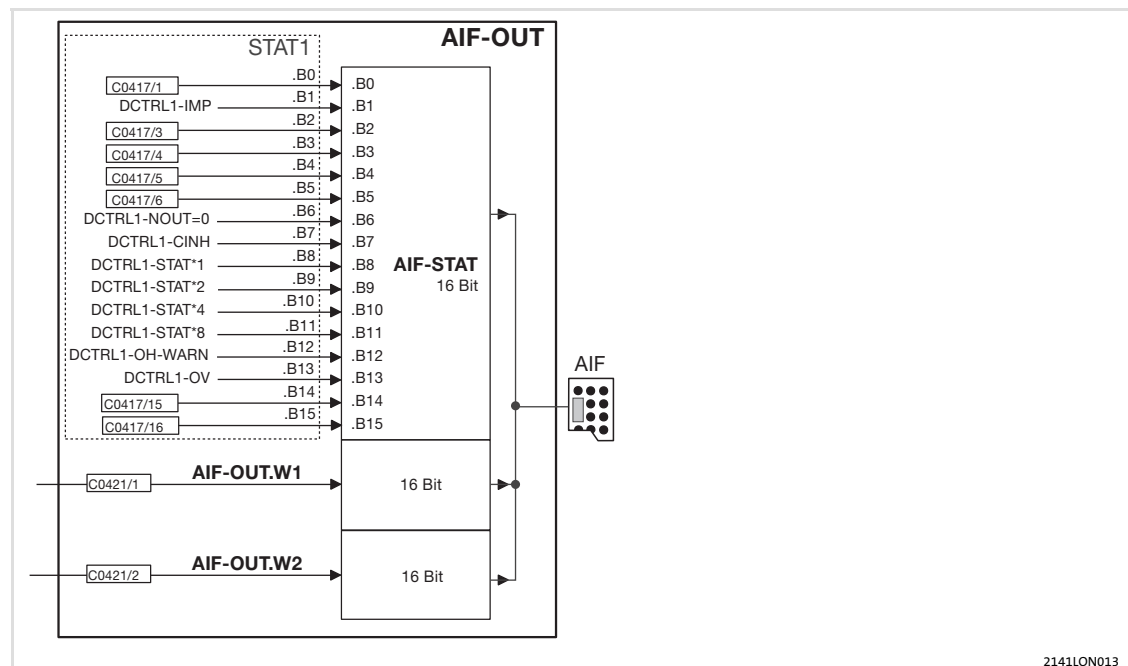 AIF-OUT
STAT1
C0417/1 .B0 .B0
DCTRL1-IMP .B1 .B1
C0417/3 .B2 .B2
C0417/4 .B3 .B3
C0417/5 .B4 .B4
C0417/6 .B5 .B5
DCTRL1-NOUT=0 .B6 .B6
DCTRL1-CINH .B7 .B7
DCTRL1-STAT*1 .B8 .B8
DCTRL1-STAT*2 .B9 .B9
DCTRL1-STAT*4 .B10 .B10
DCTRL1-STAT*8 .B11 .B11
DCTRL1-OH-WARN .B12 .B12
DCTRL1-OV .B13 .B13
C0417/15 .B14 .B14
C0417/16 .B15 .B15
AIF-STAT
16 Bit
AIF
C0421/1 AIF-OUT.W1 16 Bit
C0421/2 AIF-OUT.W2 16 Bit
2141LON013